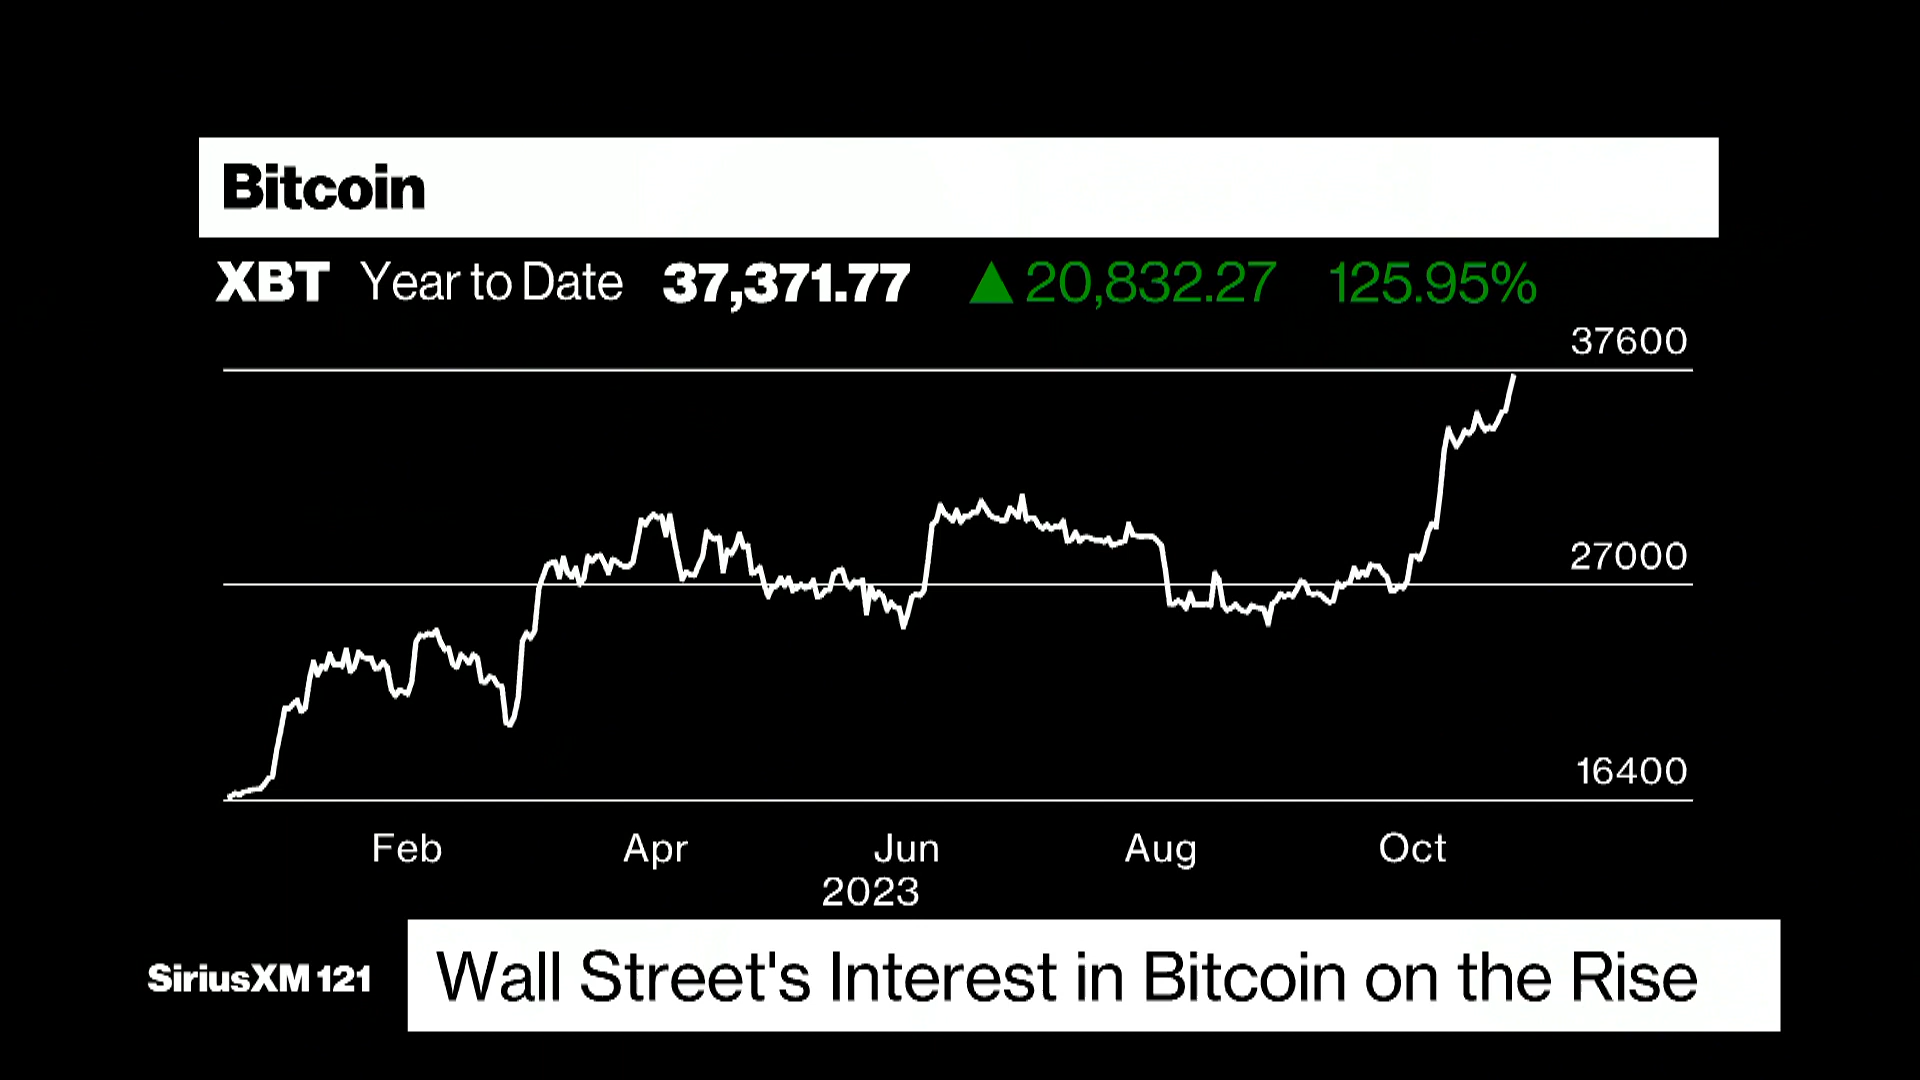 Bitcoin
XBT Year to Date 37,371.77 ▲20,832.27 125.95%
37600
27000
16400
Feb Apr Jun Aug Oct
2023
SiriusXM 121
Wall Street's Interest in Bitcoin on the Rise